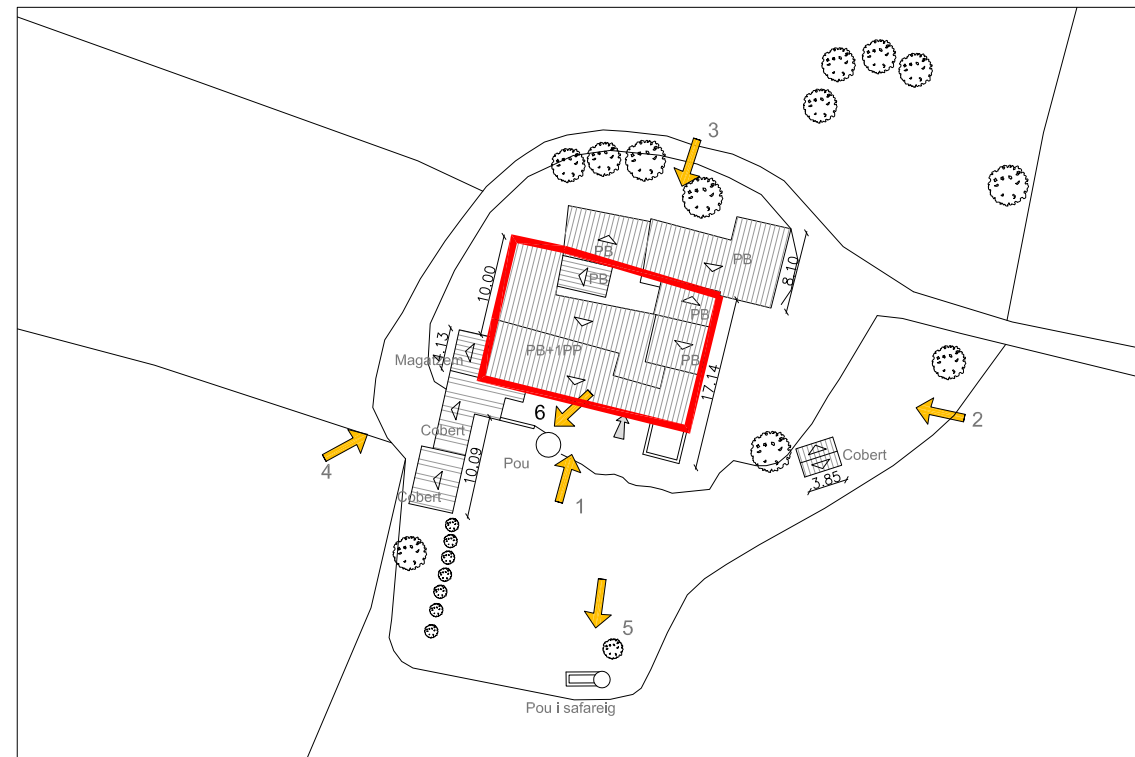 3
PB
PB
PB
8.10
10.00
PB
4.13
PB+1PP
PB
Magatzem
17.14
6
2
Cobert
Pou
Cobert
4
10.09
3.85
Cobert
1
5
Pou i safareig